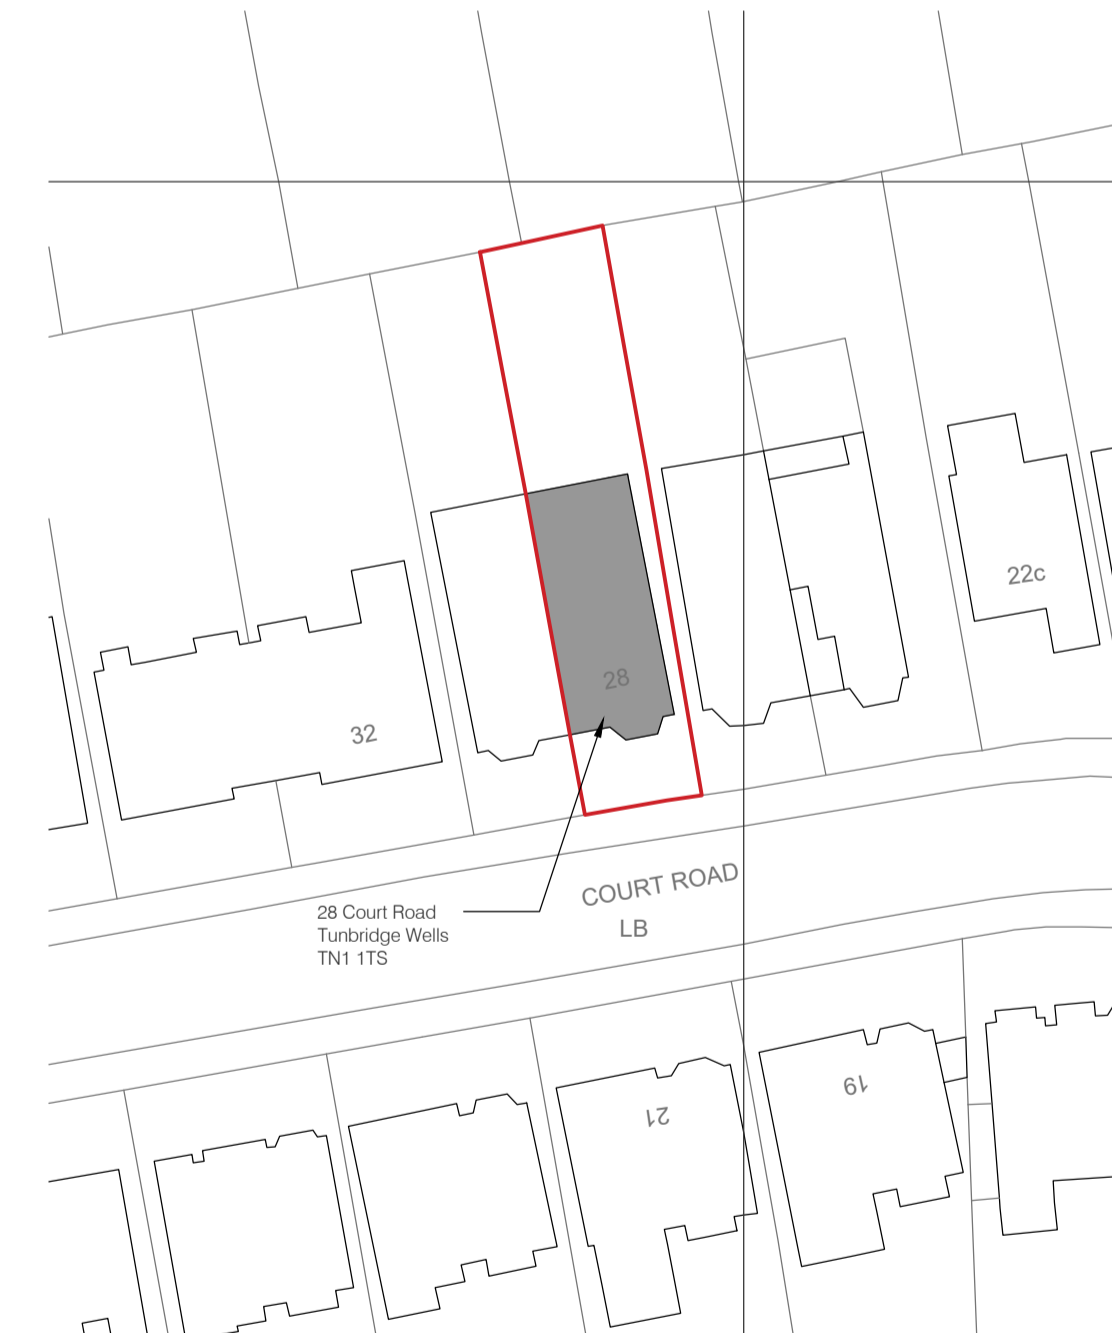 22c
28
32
COURT ROAD
LB
28 Court Road
Tunbridge Wells
TN1 1TS
19
21